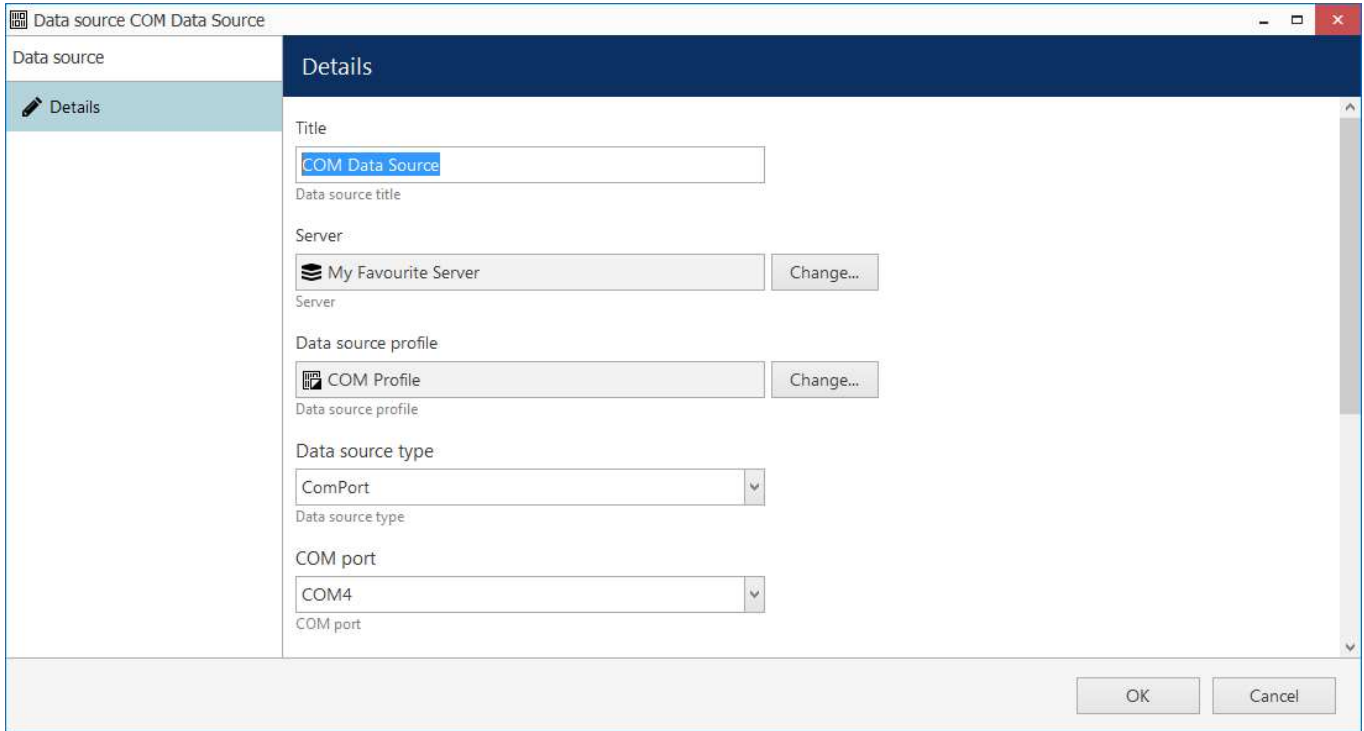 Data source COM Data Source
Data source
Details
Details
Title
COM Data Source
Data source title
Server
My Favourite Server
Change...
Server
Data source profile
COM Profile
Change...
Data source profile
Data source type
ComPort
Data source type
COM port
COM4
COM port
OK
Cancel